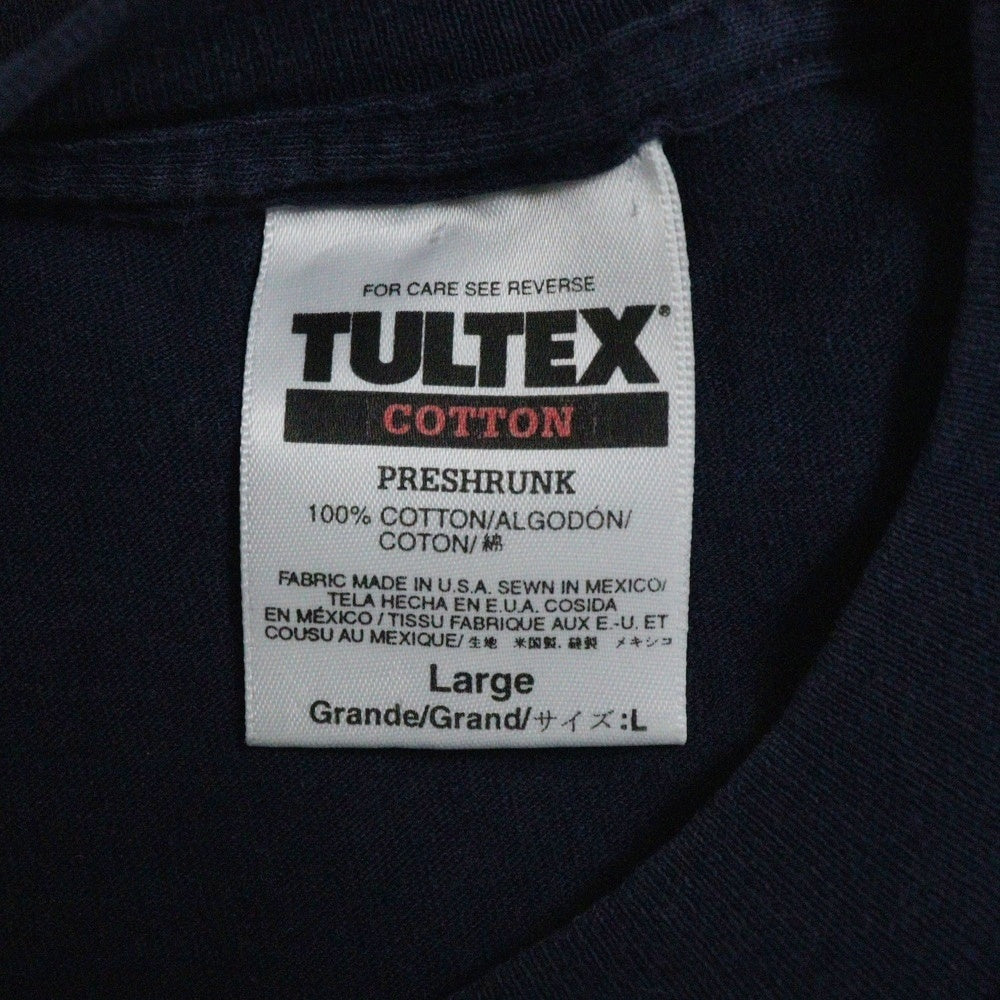 FOR CARE SEE REVERSE
TULTEX®
COTTON
PRESHRUNK
100% COTTON/ALGODÓN/
COTON/綿
FABRIC MADE IN U.S.A. SEWN IN MEXICO/
TELA HECHA EN E.U.A. COSIDA
EN MÉXICO / TISSU FABRIQUE AUX E.-U. ET
COUSU AU MEXIQUE/ 生地 米国製. 縫製 メキシコ
Large
Grande/Grand/サイズ:L